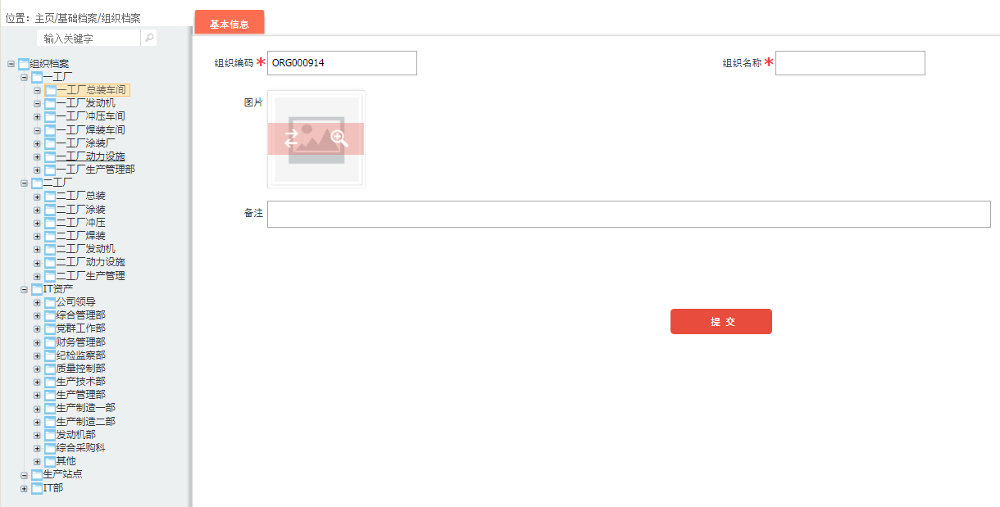 位置：主页/基础档案/组织档案
输入关键字
组织档案
一工厂
一工厂总装车间
一工厂发动机
一工厂冲压车间
一工厂焊装车间
一工厂涂装厂
一工厂动力设施
一工厂生产管理部
二工厂
二工厂总装
二工厂涂装
二工厂冲压
二工厂焊装
二工厂发动机
二工厂动力设施
二工厂生产管理
IT资产
公司领导
综合管理部
党群工作部
财务管理部
纪检监察部
质量控制部
生产技术部
生产管理部
生产制造一部
生产制造二部
发动机部
综合采购科
其他
生产站点
IT部
基本信息
组织编码* ORG000914 组织名称*
图片
备注
提 交